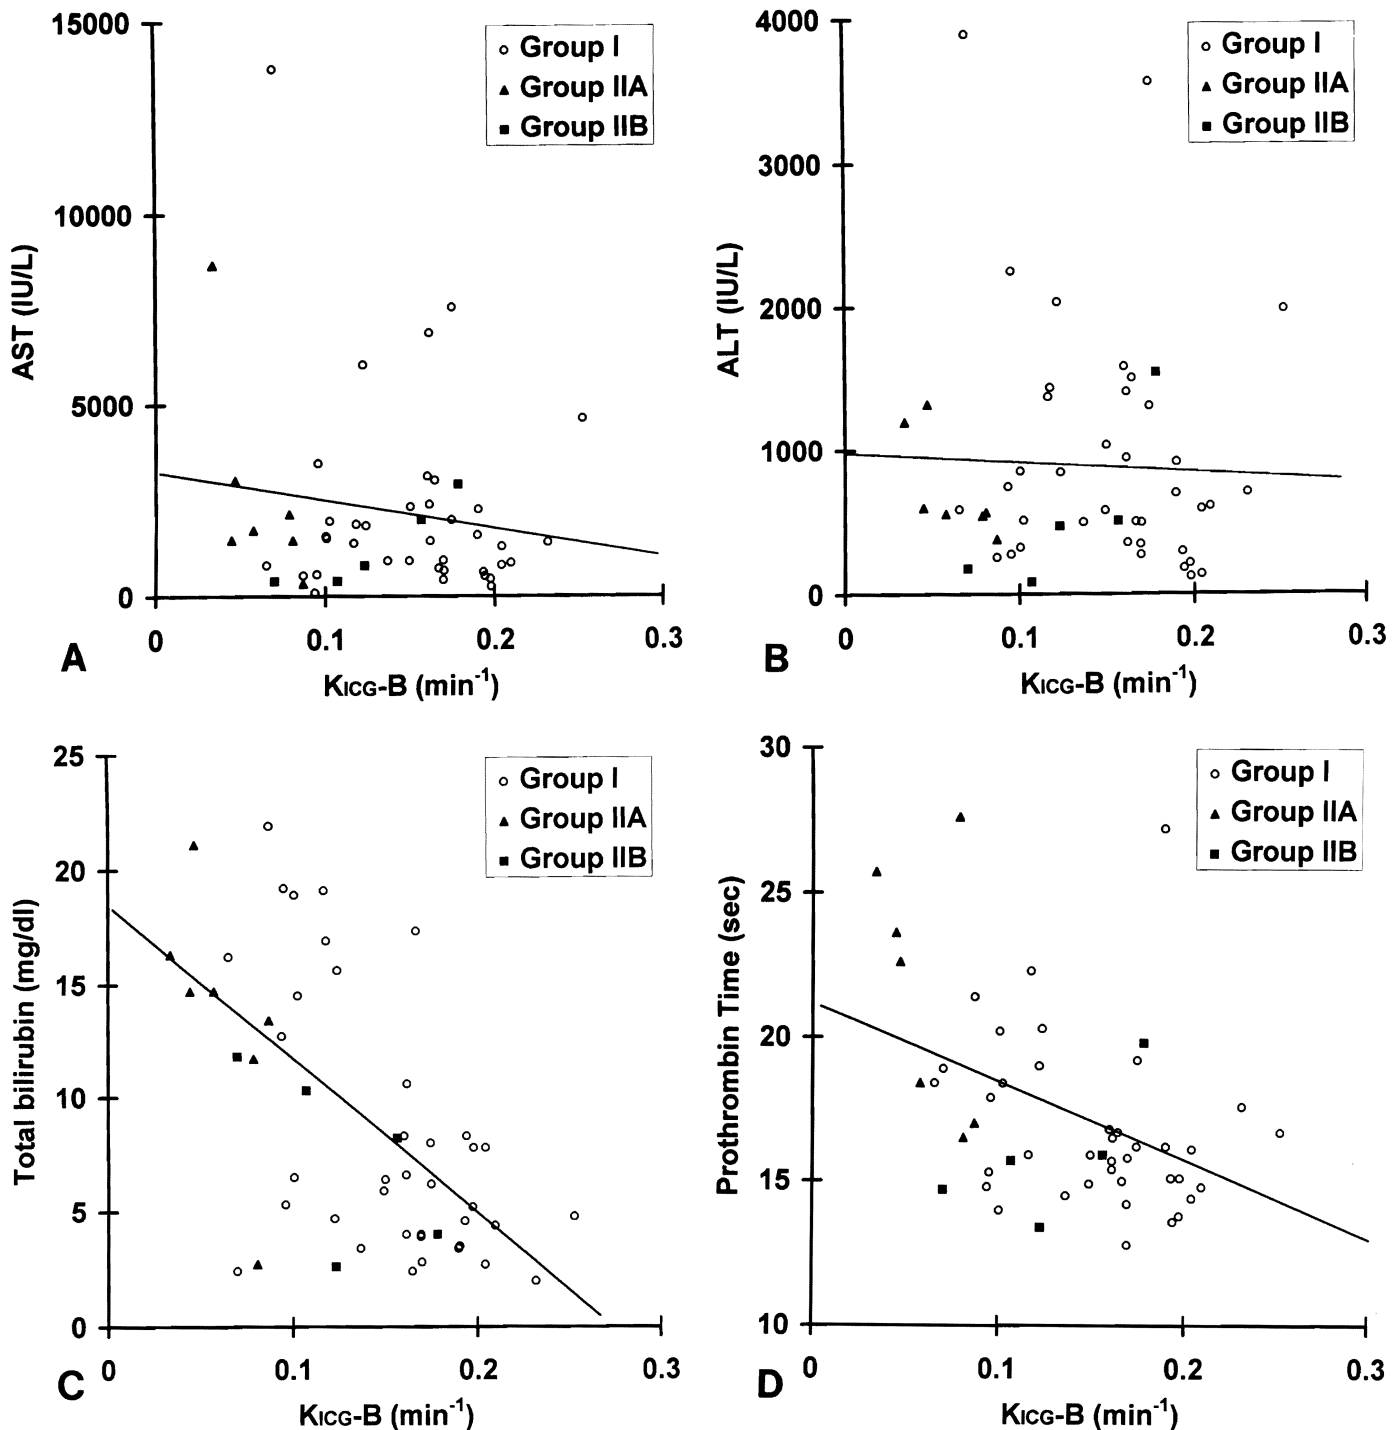 15000
10000
5000
0
AST (IU/L)
Group I
Group IIA
Group IIB
0 0.1 0.2 0.3
KICG-B (min-1)
A
4000
3000
2000
1000
0
ALT (IU/L)
Group I
Group IIA
Group IIB
0 0.1 0.2 0.3
KICG-B (min-1)
B
25
20
15
10
5
0
Total bilirubin (mg/dl)
Group I
Group IIA
Group IIB
0 0.1 0.2 0.3
KICG-B (min-1)
C
30
25
20
15
10
Prothrombin Time (sec)
Group I
Group IIA
Group IIB
0 0.1 0.2 0.3
KICG-B (min-1)
D